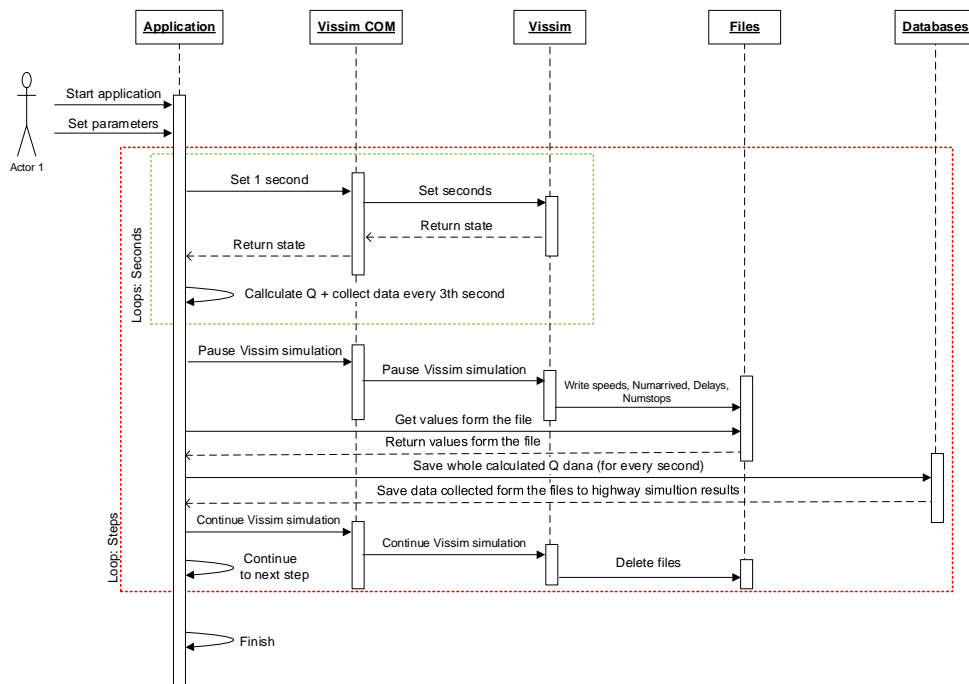 Application
Vissim COM
Vissim
Files
Databases
Start application
Set parameters
Actor 1
Set 1 second
Set seconds
Return state
Return state
Callculate Q + collect data every 3th second
Loops: Seconds
Pause Vissim simulation
Pause Vissim simulation
Write speeds, Numarrived, Delays,
Numstops
Get values form the file
Return values form the file
Save whole calculated Q dana (for every second)
Save data collected form the files to highway simultion results
Continue Vissim simulation
Continue Vissim simulation
Continue
to next step
Delete files
Loop: Steps
Finish